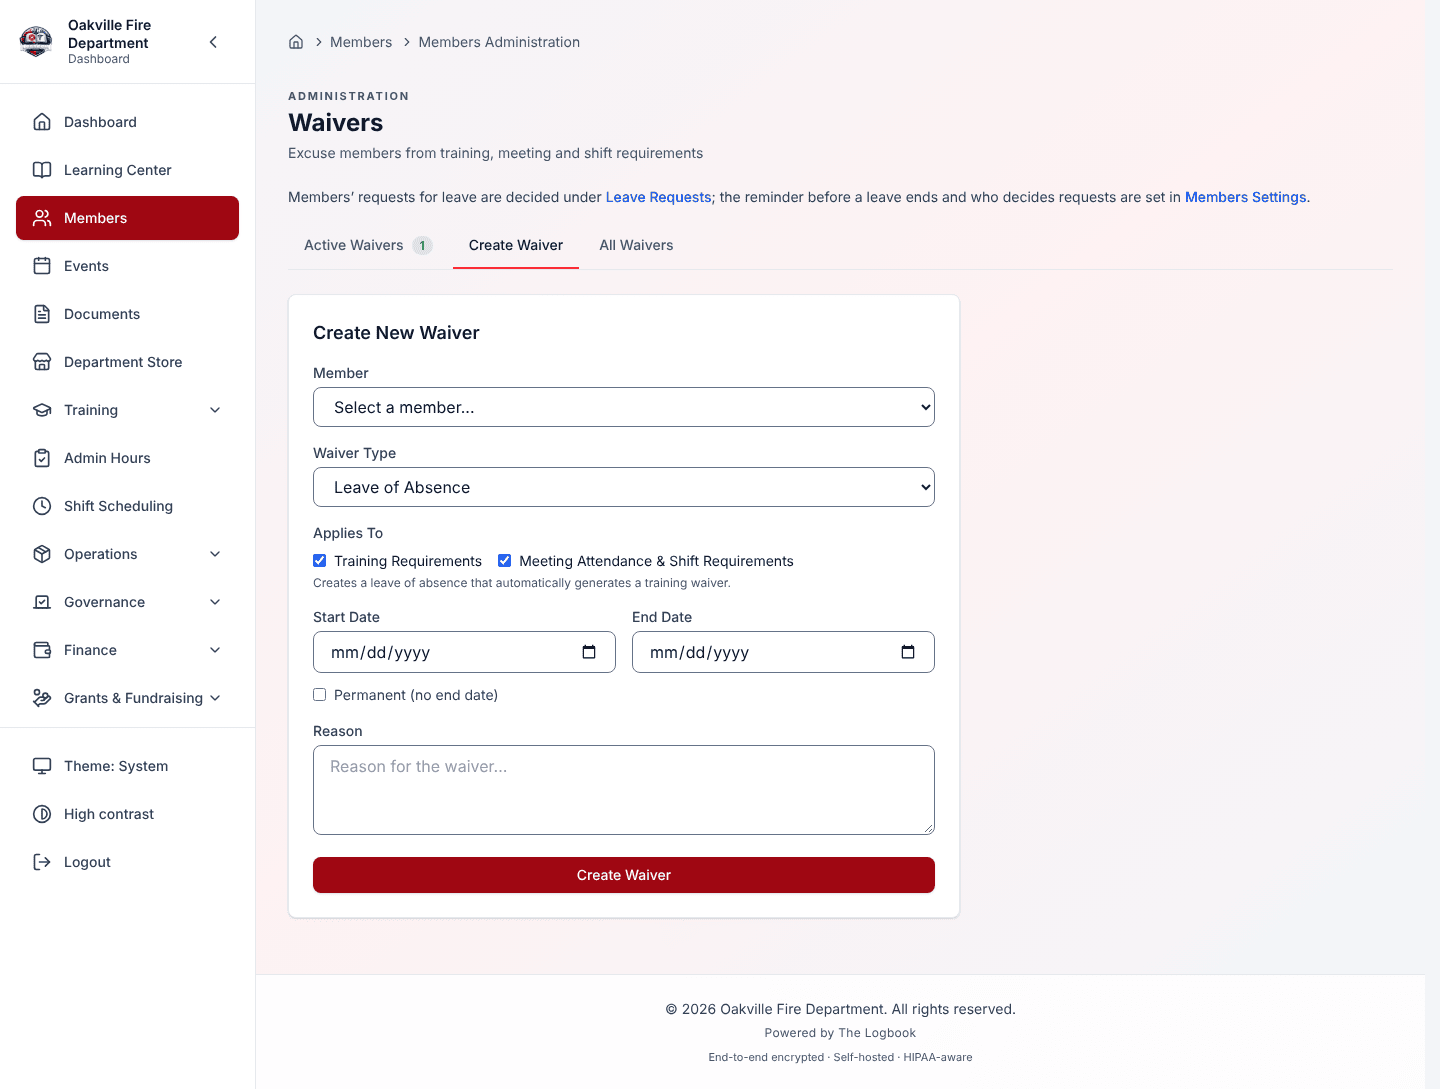 Oakville Fire
Department
Dashboard
Dashboard
Learning Center
Members
Events
Documents
Department Store
Training
Admin Hours
Shift Scheduling
Operations
Governance
Finance
Grants & Fundraising
Theme: System
High contrast
Logout
Members
Members Administration
ADMINISTRATION
Waivers
Excuse members from training, meeting and shift requirements
Members’ requests for leave are decided under Leave Requests; the reminder before a leave ends and who decides requests are set in Members Settings.
Active Waivers 1
Create Waiver
All Waivers
Create New Waiver
Member
Select a member...
Waiver Type
Leave of Absence
Applies To
Training Requirements
Meeting Attendance & Shift Requirements
Creates a leave of absence that automatically generates a training waiver.
Start Date
End Date
mm/dd/yyyy
mm/dd/yyyy
Permanent (no end date)
Reason
Reason for the waiver...
Create Waiver
© 2026 Oakville Fire Department. All rights reserved.
Powered by The Logbook
End-to-end encrypted · Self-hosted · HIPAA-aware